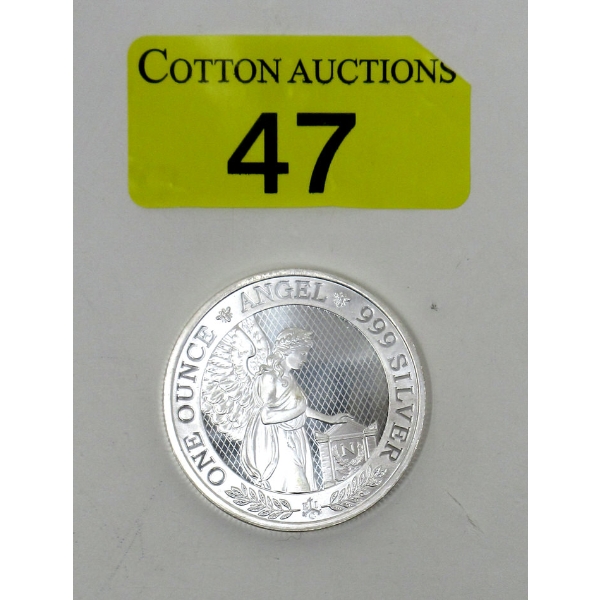 COTTON AUCTIONS
47
ONE OUNCE ANGEL 999 SILVER
N